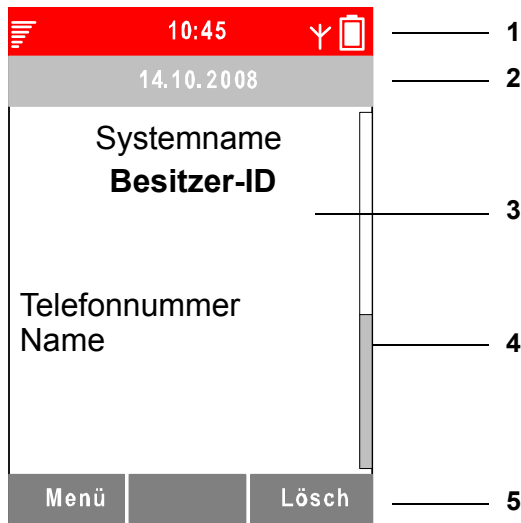 10:45 1
14.10.2008 2
Systemname
Besitzer-ID
3
Telefonnummer
Name 4
Menü Lösch 5